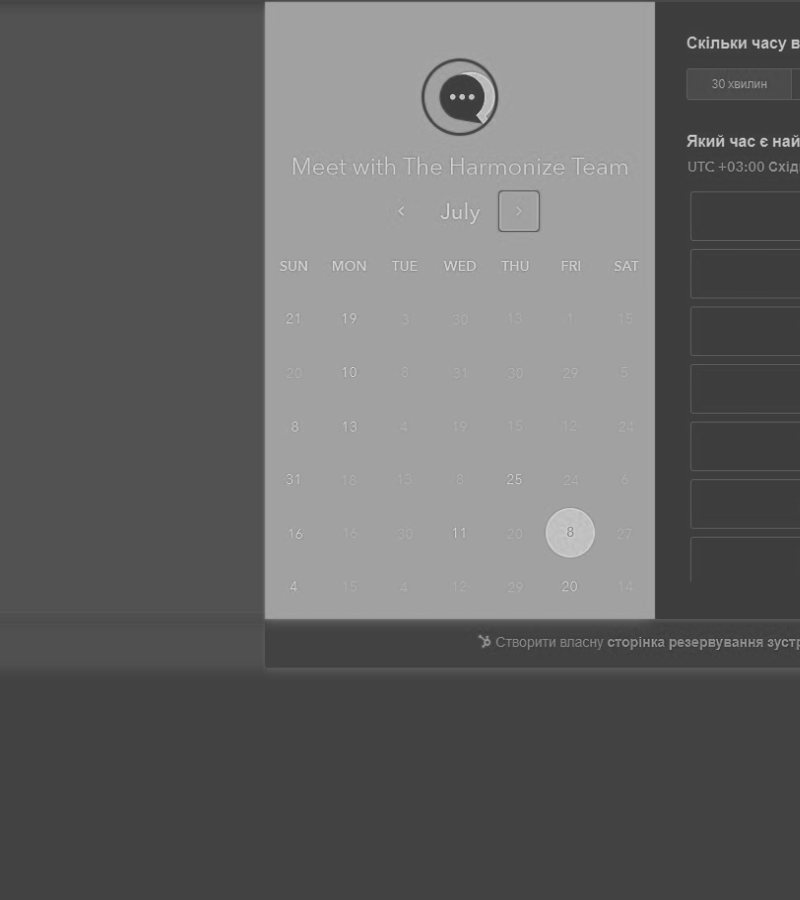 Meet with The Harmonize Team
July
SUN MON TUE WED THU FRI SAT
21 19 3 30 13 1 15
20 10 8 31 30 29 5
8 13 4 19 15 12 24
31 18 13 8 25 24 6
16 16 30 11 20 8 27
4 15 4 12 29 20 14
Скільки часу в
30 хвилин
Який час є най
UTC +03:00 Східн
Створити власну сторінка резервування зустр